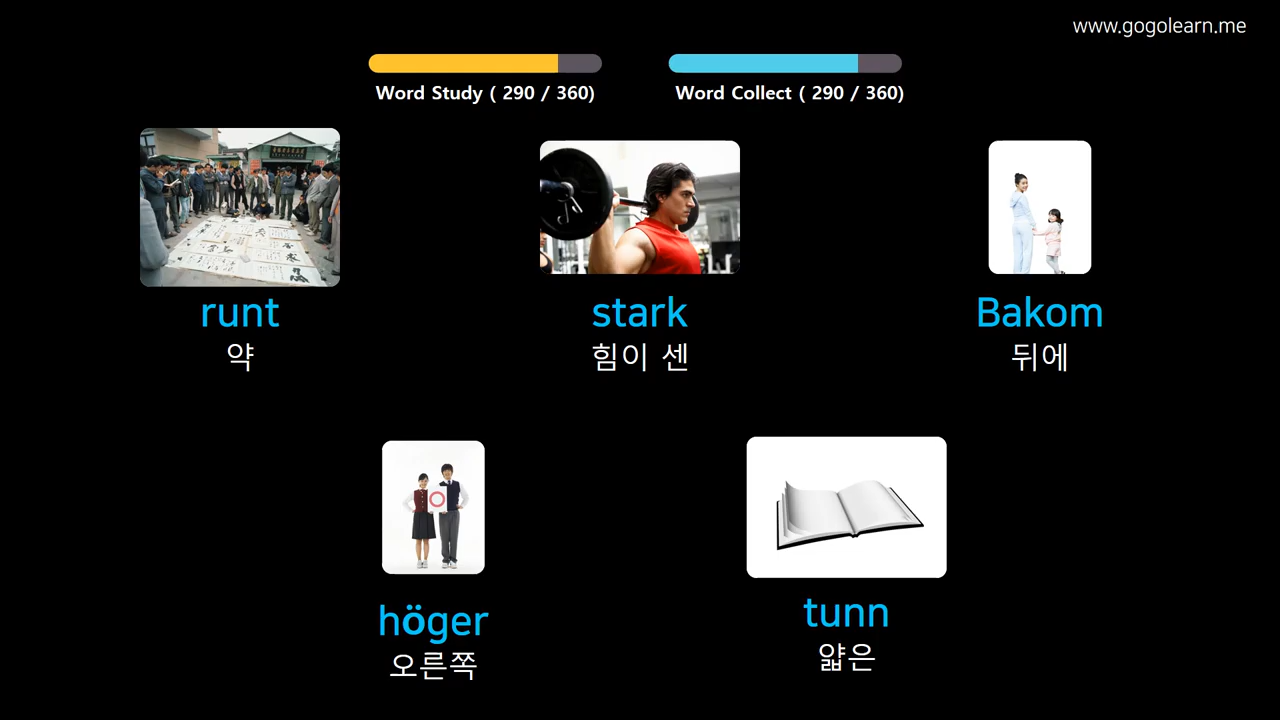 www.gogolearn.me
Word Study ( 290 / 360)
Word Collect ( 290 / 360)
runt
약
stark
힘이 센
Bakom
뒤에
höger
오른쪽
tunn
얇은